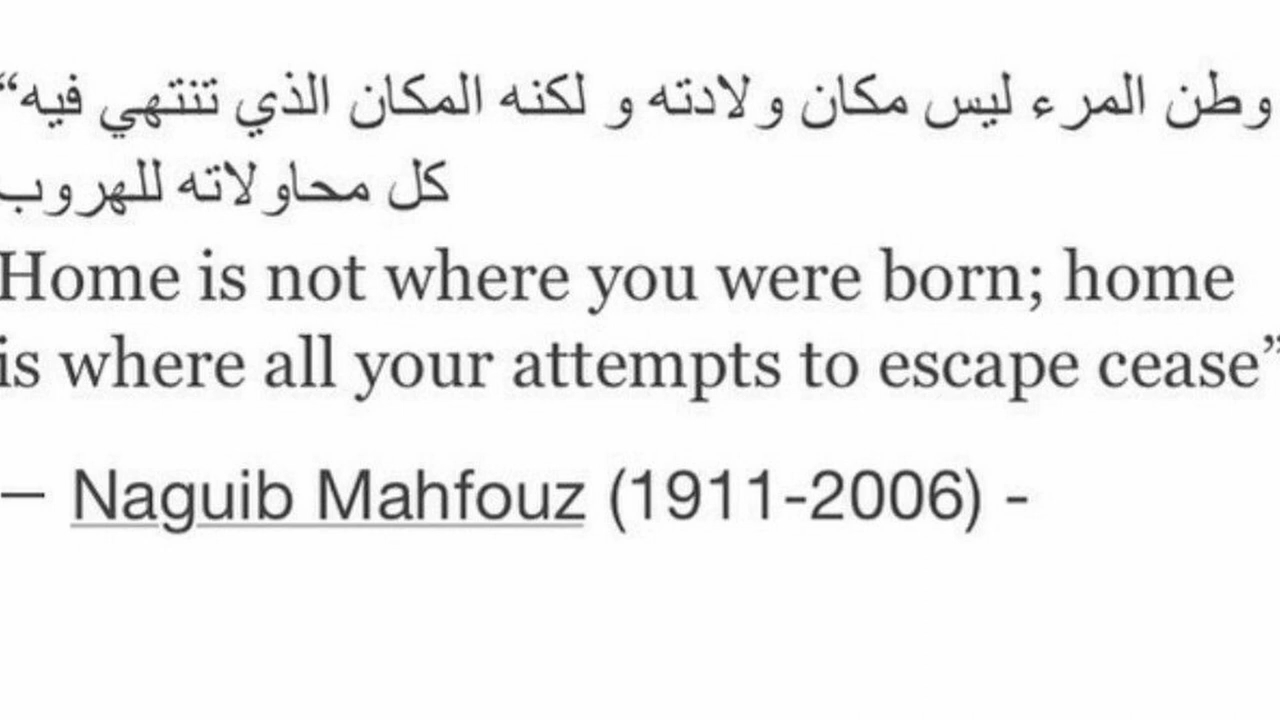 “وطن المرء ليس مكان ولادته و لكنه المكان الذي تنتهي فيه
كل محاولاته للهروب
Home is not where you were born; home
is where all your attempts to escape cease”
— Naguib Mahfouz (1911-2006) -